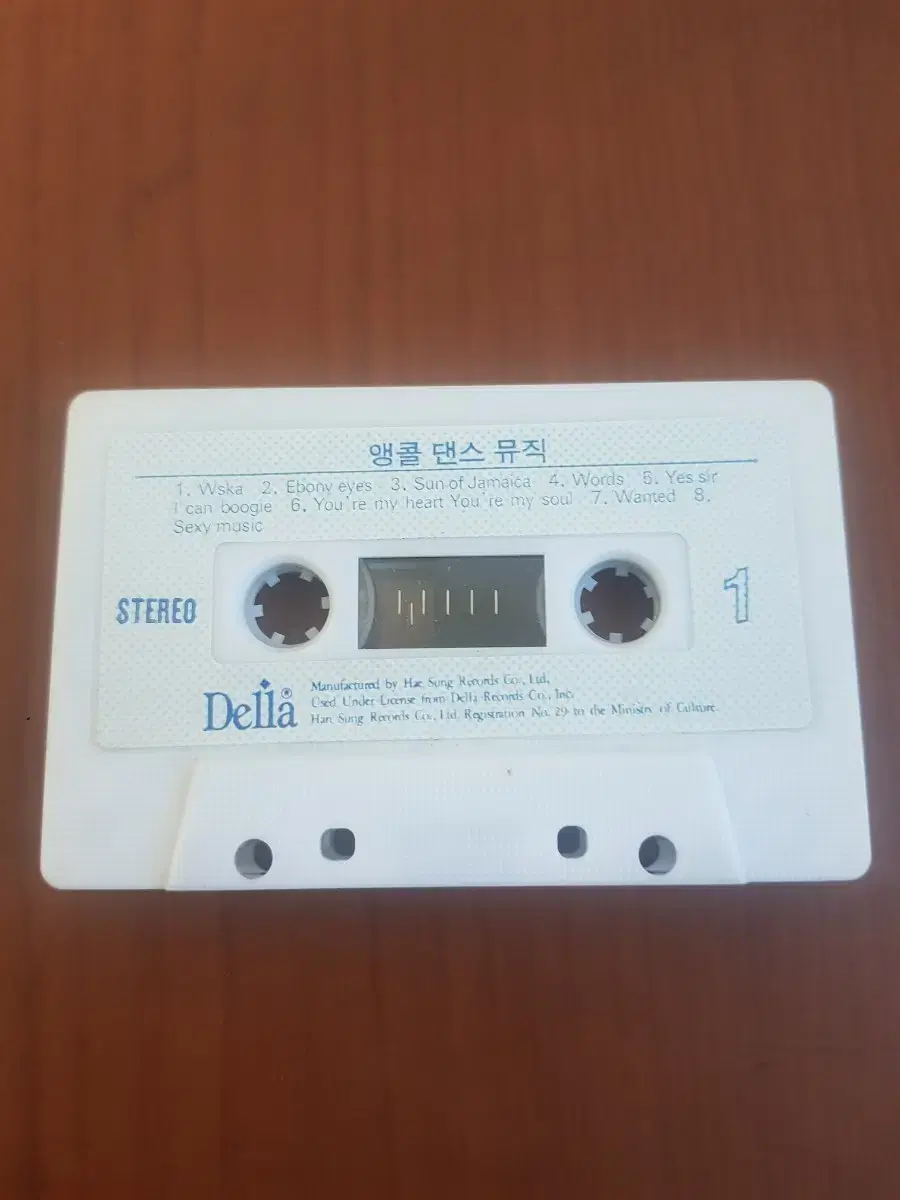 앵콜 댄스 뮤직
1. Wska 2. Ebony eyes 3. Sun of Jamaica 4. Words 5. Yes sir
I can boogie 6. You're my heart You're my soul 7. Wanted 8.
Sexy music
STEREO
1
Della®
Manufactured by Han Sung Records Co., Ltd,
Used Under License from Della Records Co., Inc.
Han Sung Records Co., Ltd. Registration No. 29 to the Ministry of Culture.